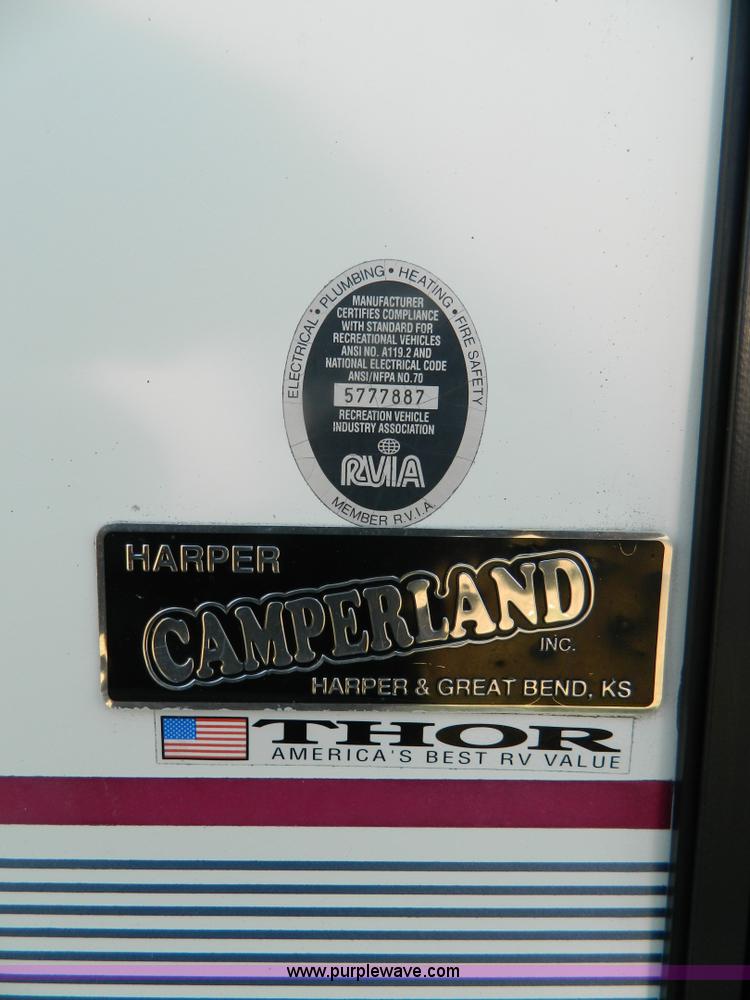 ELECTRICAL • PLUMBING • HEATING • FIRE SAFETY
MANUFACTURER
CERTIFIES COMPLIANCE
WITH STANDARD FOR
RECREATIONAL VEHICLES
ANSI NO. A119.2 AND
NATIONAL ELECTRICAL CODE
ANSI/NFPA NO.70
5777887
RECREATION VEHICLE
INDUSTRY ASSOCIATION
RVIA
MEMBER R.V.I.A.
HARPER
CAMPERLAND
INC.
HARPER & GREAT BEND, KS
THOR
AMERICA'S BEST RV VALUE
www.purplewave.com